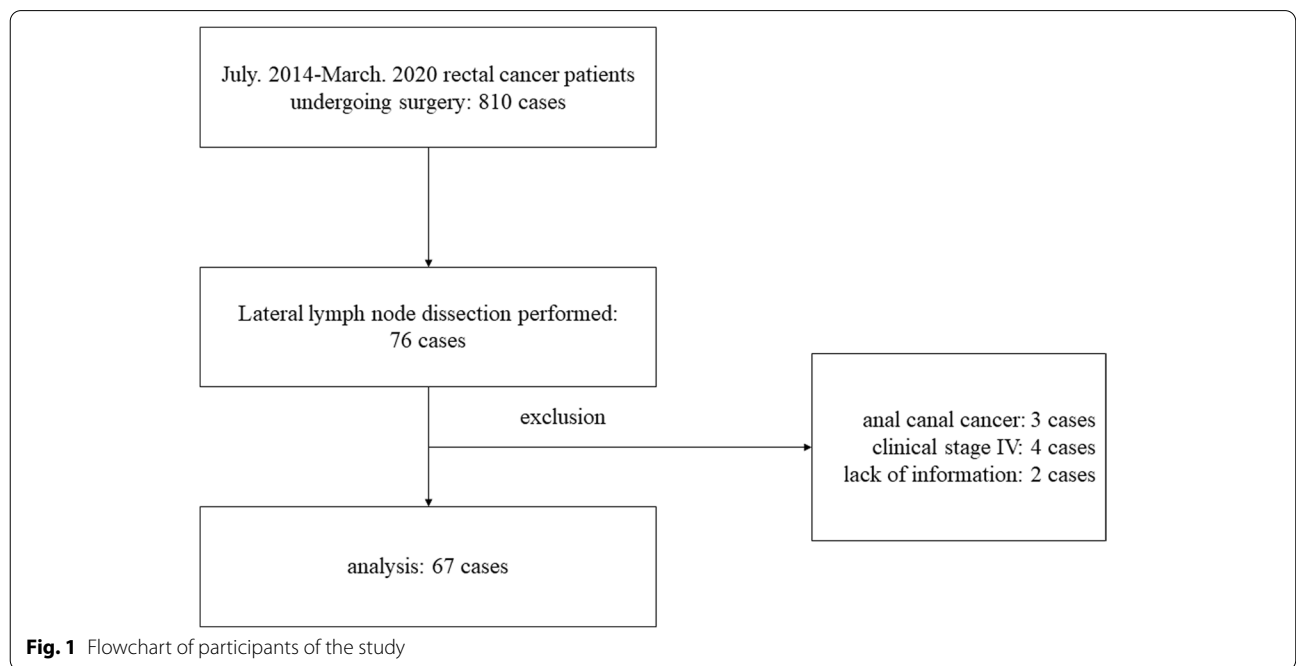 July. 2014-March. 2020 rectal cancer patients
undergoing surgery: 810 cases
Lateral lymph node dissection performed:
76 cases
exclusion
anal canal cancer: 3 cases
clinical stage IV: 4 cases
lack of information: 2 cases
analysis: 67 cases
Fig. 1 Flowchart of participants of the study